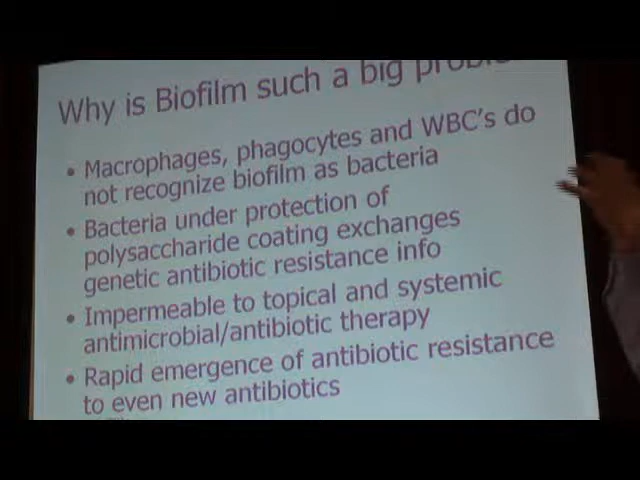 Why is Biofilm such a big
• Macrophages, phagocytes and WBC's do
not recognize biofilm as bacteria
• Bacteria under protection of
polysaccharide coating exchanges
genetic antibiotic resistance info
• Impermeable to topical and systemic
antimicrobial/antibiotic therapy
• Rapid emergence of antibiotic resistance
to even new antibiotics